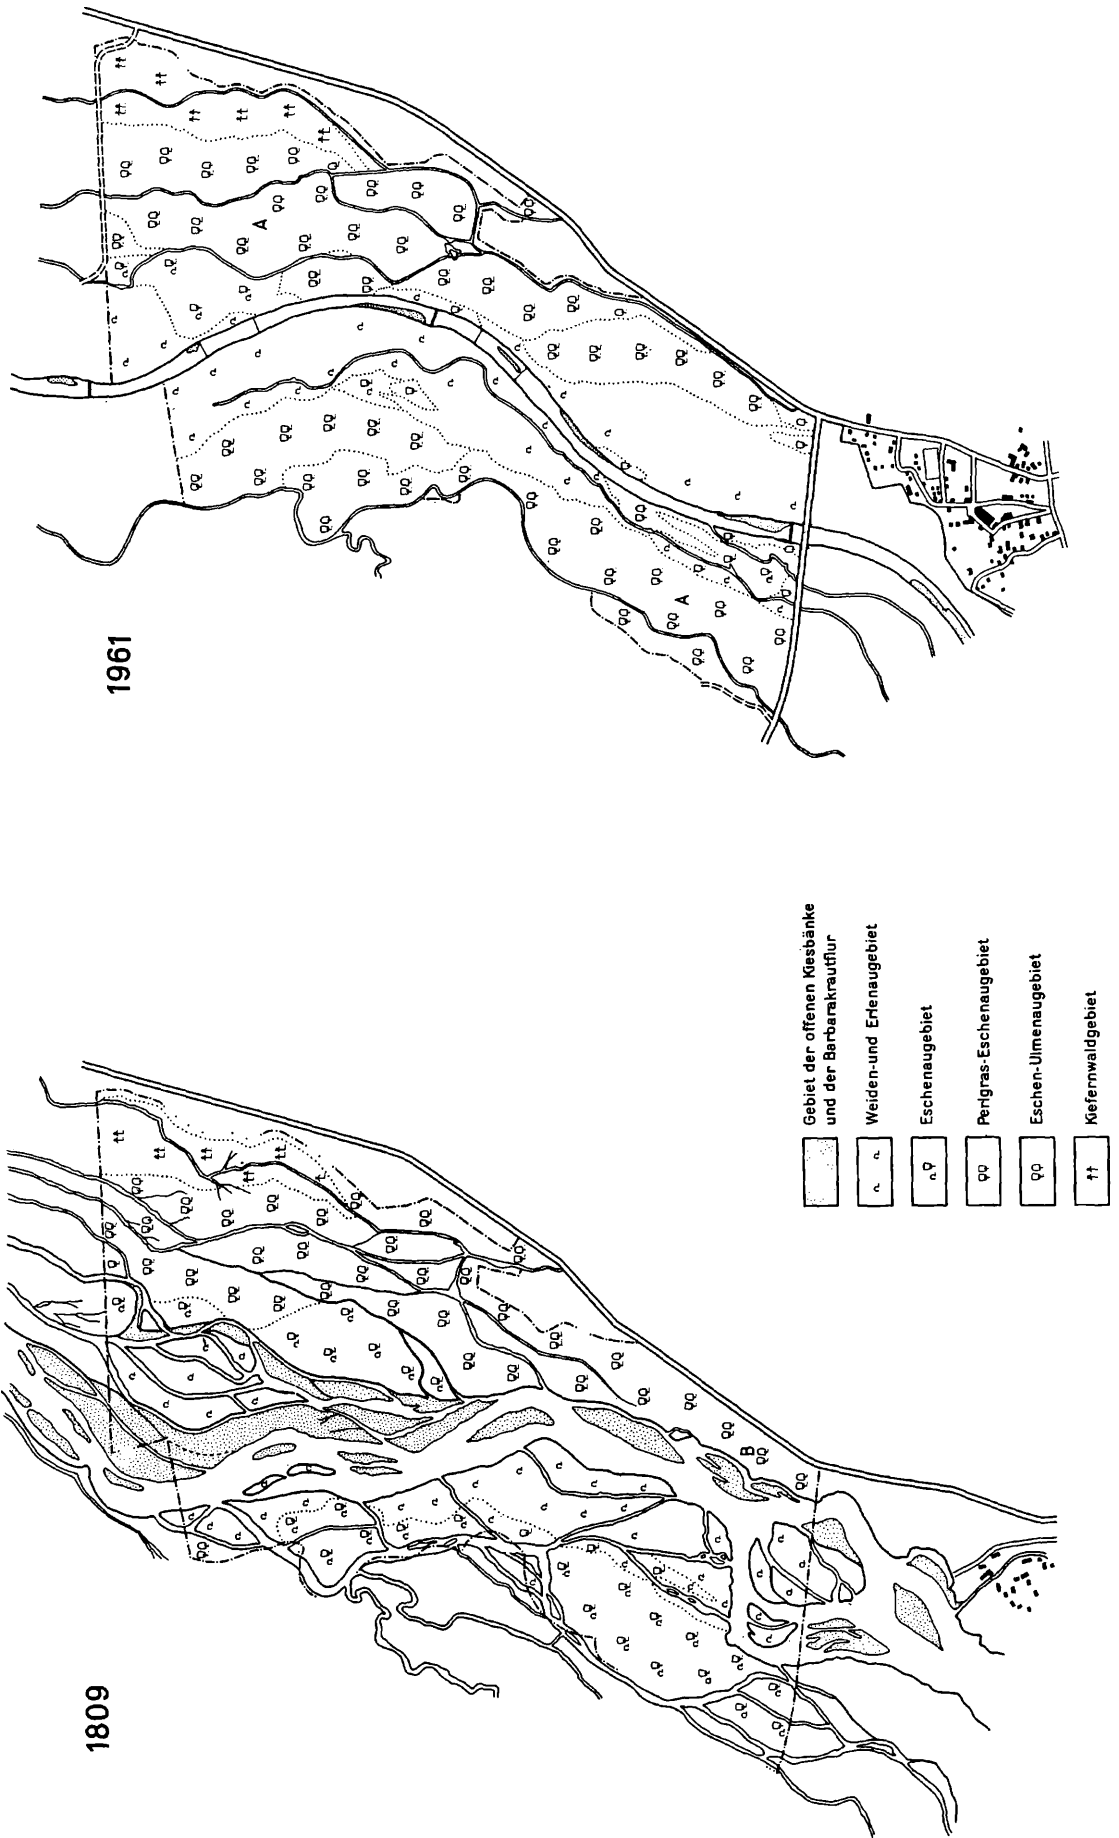 1809
1961
A
A
B
Gebiet der offenen Kiesbänke
und der Barbarakrautflur
Weiden-und Erlenaugebiet
Eschenaugebiet
Perlgras-Eschenaugebiet
Eschen-Ulmenaugebiet
Kiefernwaldgebiet